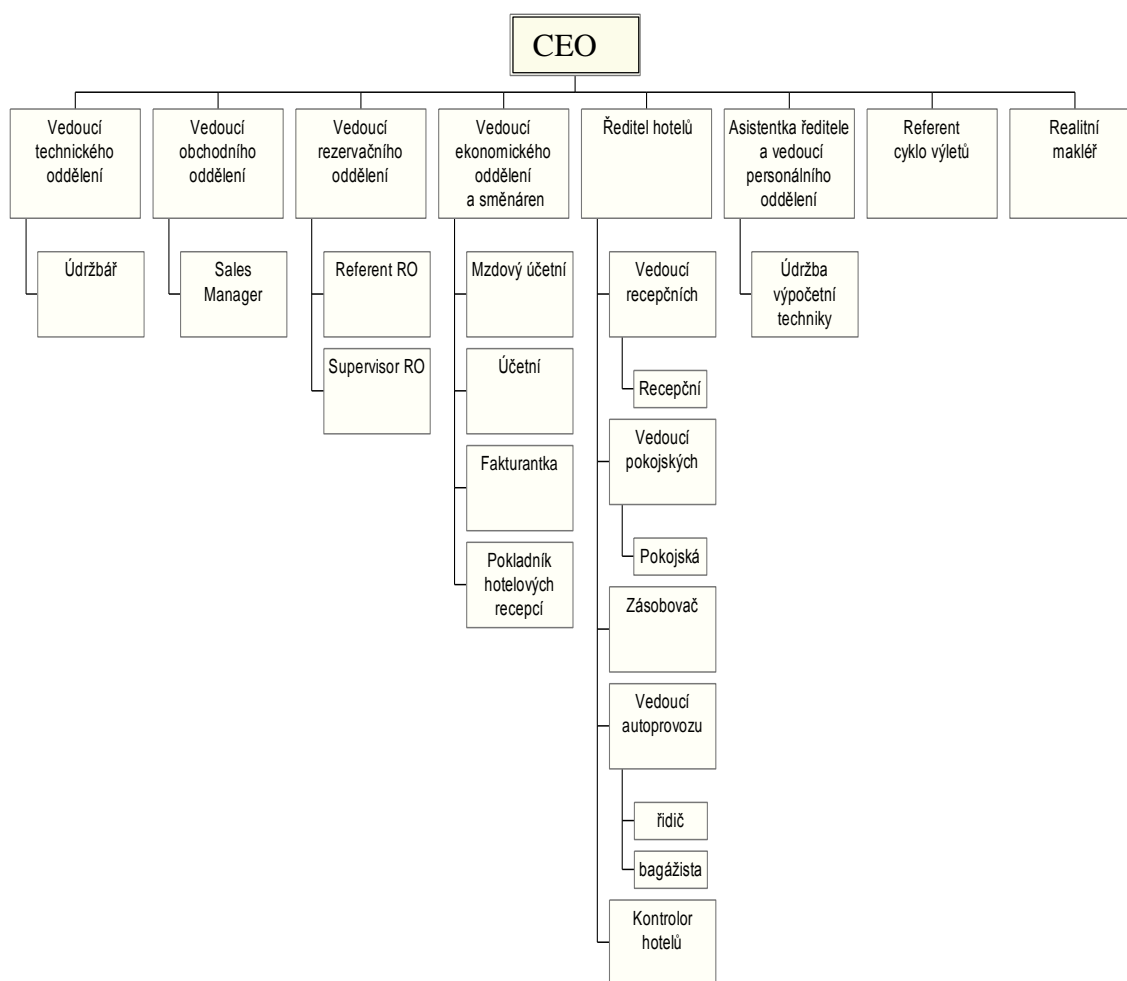 CEO
Vedoucí
technického
oddělení
Vedoucí
obchodního
oddělení
Vedoucí
rezervačního
oddělení
Vedoucí
ekonomického
oddělení
a směnáren
Ředitel hotelů
Asistentka ředitele
a vedoucí
personálního
oddělení
Referent
cyklo výletů
Realitní
makléř
Údržbář
Sales
Manager
Referent RO
Supervisor RO
Mzdový účetní
Účetní
Fakturantka
Pokladník
hotelových
recepcí
Vedoucí
recepčních
Recepční
Vedoucí
pokojských
Pokojská
Zásobovač
Vedoucí
autoprovozu
řidič
bagážista
Kontrolor
hotelů
Údržba
výpočetní
techniky